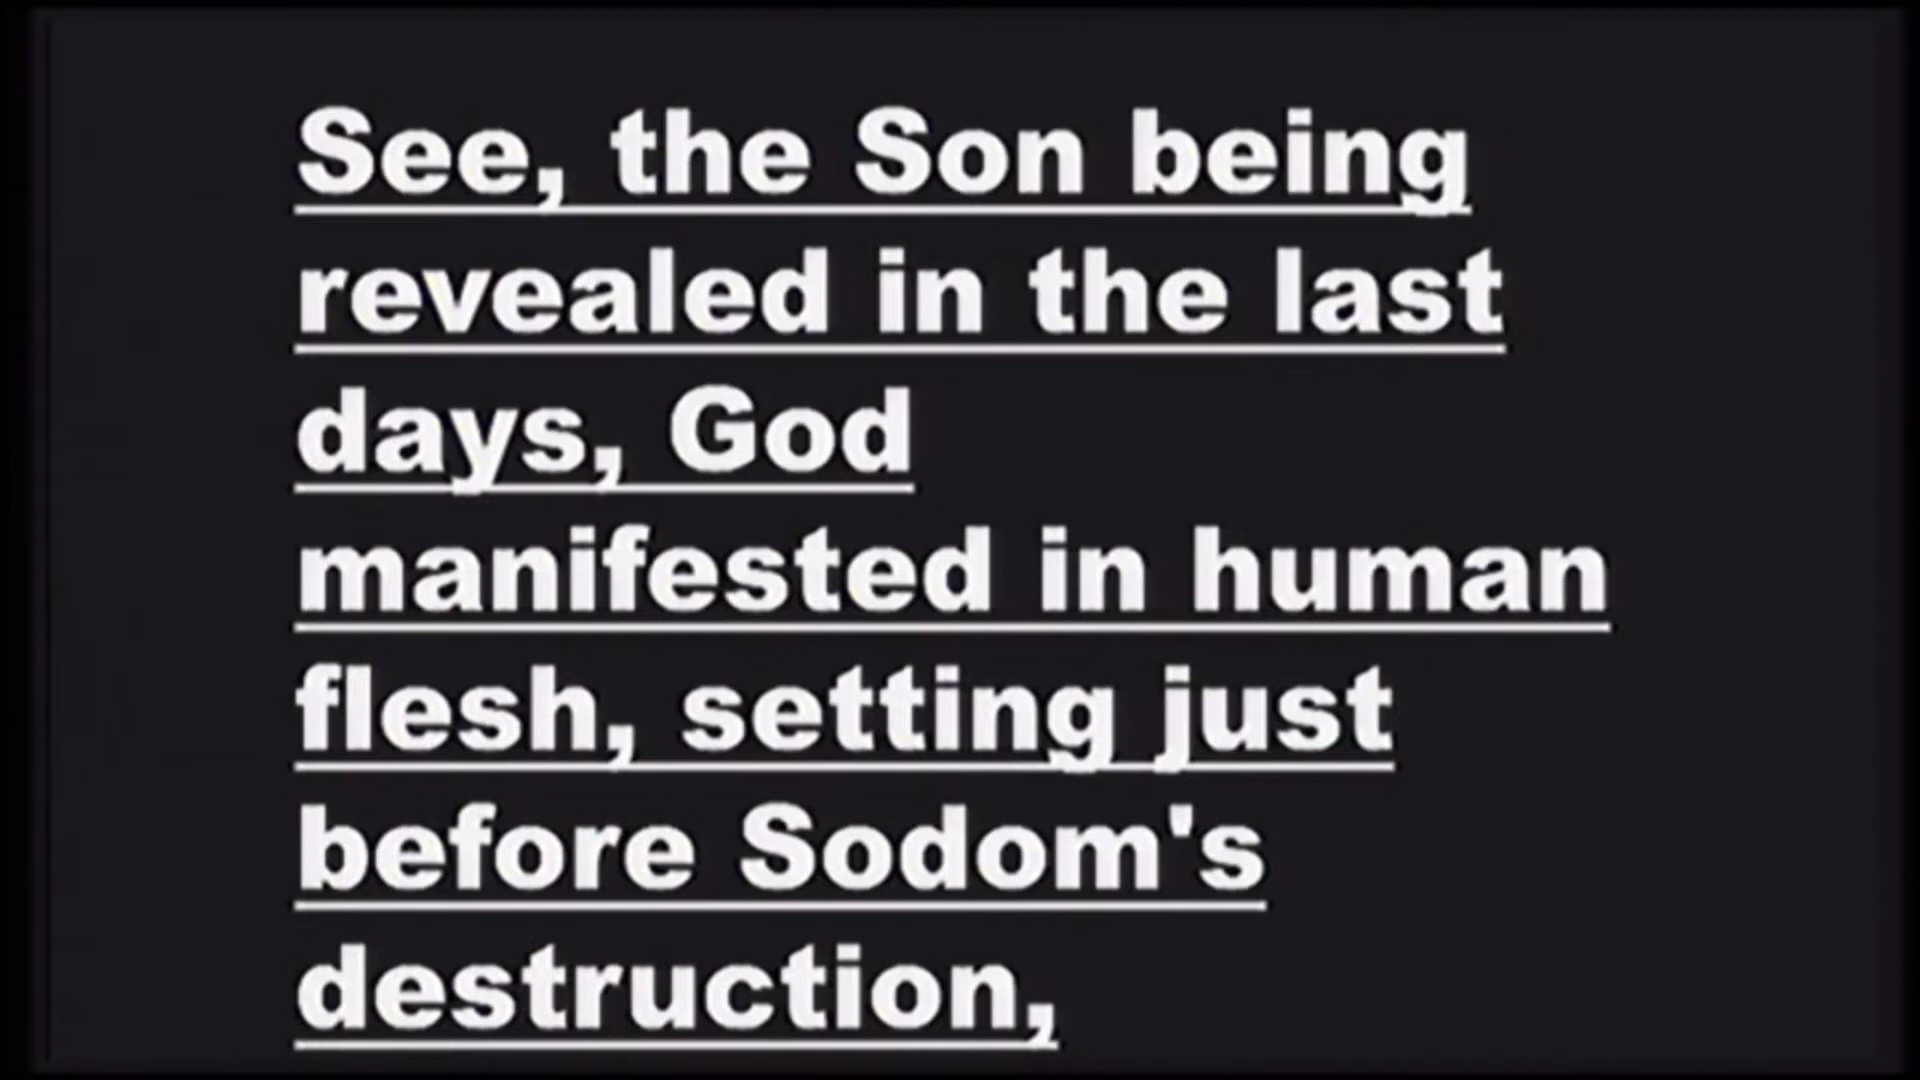 See, the Son being
revealed in the last
days, God
manifested in human
flesh, setting just
before Sodom's
destruction,